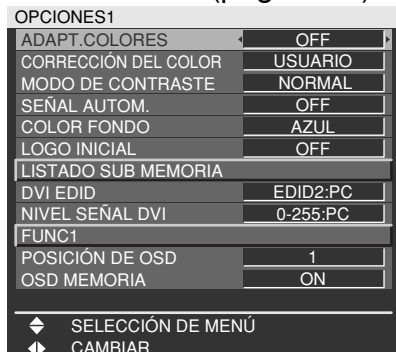 OPCIONES1
ADAPT.COLORES OFF
CORRECCIÓN DEL COLOR USUARIO
MODO DE CONTRASTE NORMAL
SEÑAL AUTOM. OFF
COLOR FONDO AZUL
LOGO INICIAL OFF
LISTADO SUB MEMORIA
DVI EDID EDID2:PC
NIVEL SEÑAL DVI 0-255:PC
FUNC1
POSICIÓN DE OSD 1
OSD MEMORIA ON
SELECCIÓN DE MENÚ
CAMBIAR